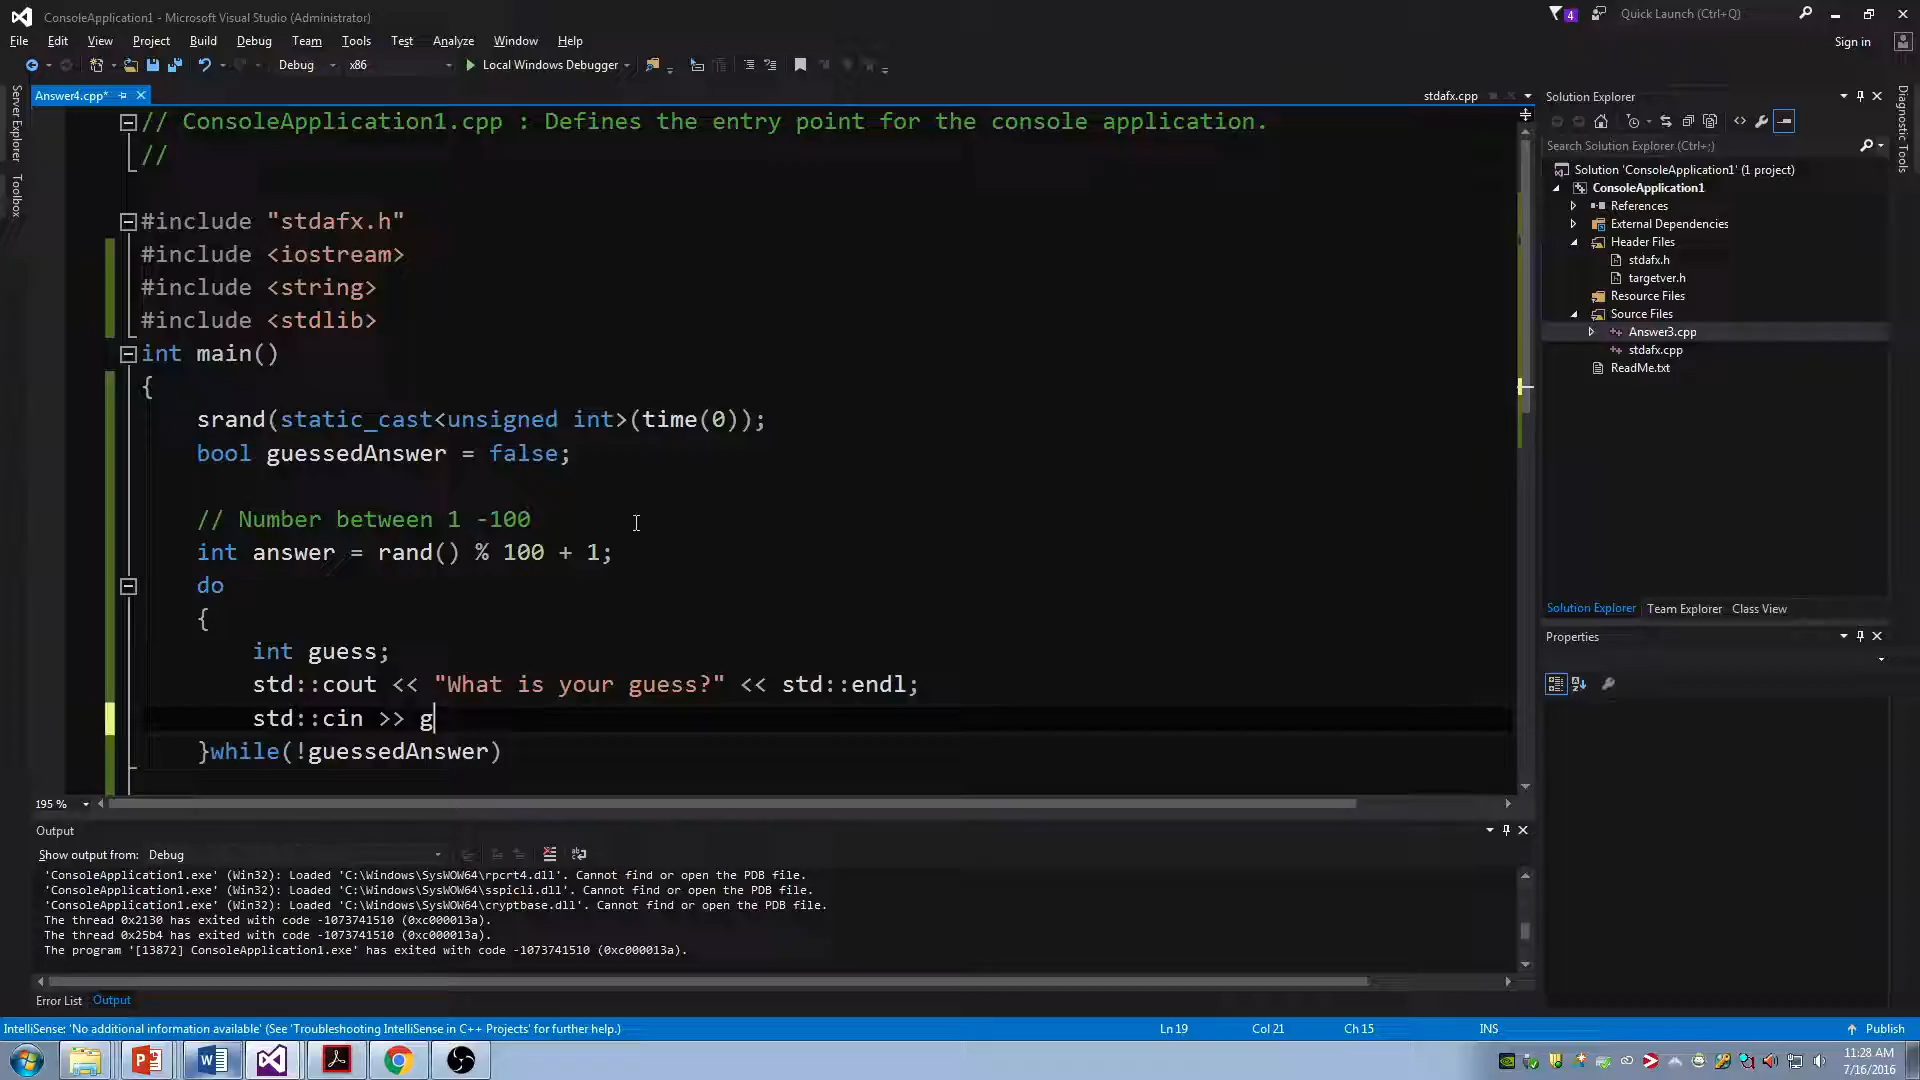 ConsoleApplication1 - Microsoft Visual Studio (Administrator)
4
Quick Launch (Ctrl+Q)
File Edit View Project Build Debug Team Tools Test Analyze Window Help
Sign in
Debug x86 Local Windows Debugger
Server Explorer
Toolbox
Answer4.cpp*
stdafx.cpp
// ConsoleApplication1.cpp : Defines the entry point for the console application.
//
#include "stdafx.h"
#include <iostream>
#include <string>
#include <stdlib>
int main()
{
srand(static_cast<unsigned int>(time(0));
bool guessedAnswer = false;
// Number between 1 -100
int answer = rand() % 100 + 1;
do
{
int guess;
std::cout << "What is your guess?" << std::endl;
std::cin >> g
}while(!guessedAnswer)
195 %
Solution Explorer
Search Solution Explorer (Ctrl+;)
Solution 'ConsoleApplication1' (1 project)
ConsoleApplication1
References
External Dependencies
Header Files
stdafx.h
targetver.h
Resource Files
Source Files
Answer3.cpp
stdafx.cpp
ReadMe.txt
Solution Explorer Team Explorer Class View
Properties
Diagnostic Tools
Output
Show output from: Debug
'ConsoleApplication1.exe' (Win32): Loaded 'C:\Windows\SysWOW64\rpcrt4.dll'. Cannot find or open the PDB file.
'ConsoleApplication1.exe' (Win32): Loaded 'C:\Windows\SysWOW64\sspicli.dll'. Cannot find or open the PDB file.
'ConsoleApplication1.exe' (Win32): Loaded 'C:\Windows\SysWOW64\cryptbase.dll'. Cannot find or open the PDB file.
The thread 0x2130 has exited with code -1073741510 (0xc000013a).
The thread 0x25b4 has exited with code -1073741510 (0xc000013a).
The program '[13872] ConsoleApplication1.exe' has exited with code -1073741510 (0xc000013a).
Error List Output
IntelliSense: 'No additional information available' (See 'Troubleshooting IntelliSense in C++ Projects' for further help.)
Ln 19 Col 21 Ch 15 INS Publish
11:28 AM
7/16/2016